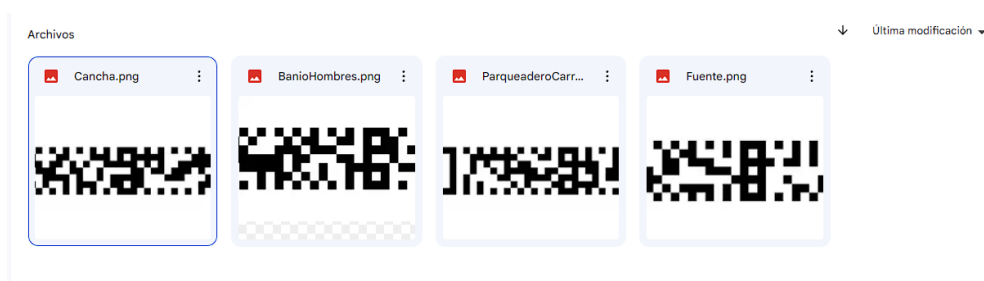 Archivos
Última modificación
Cancha.png
BanioHombres.png
ParqueaderoCarr...
Fuente.png